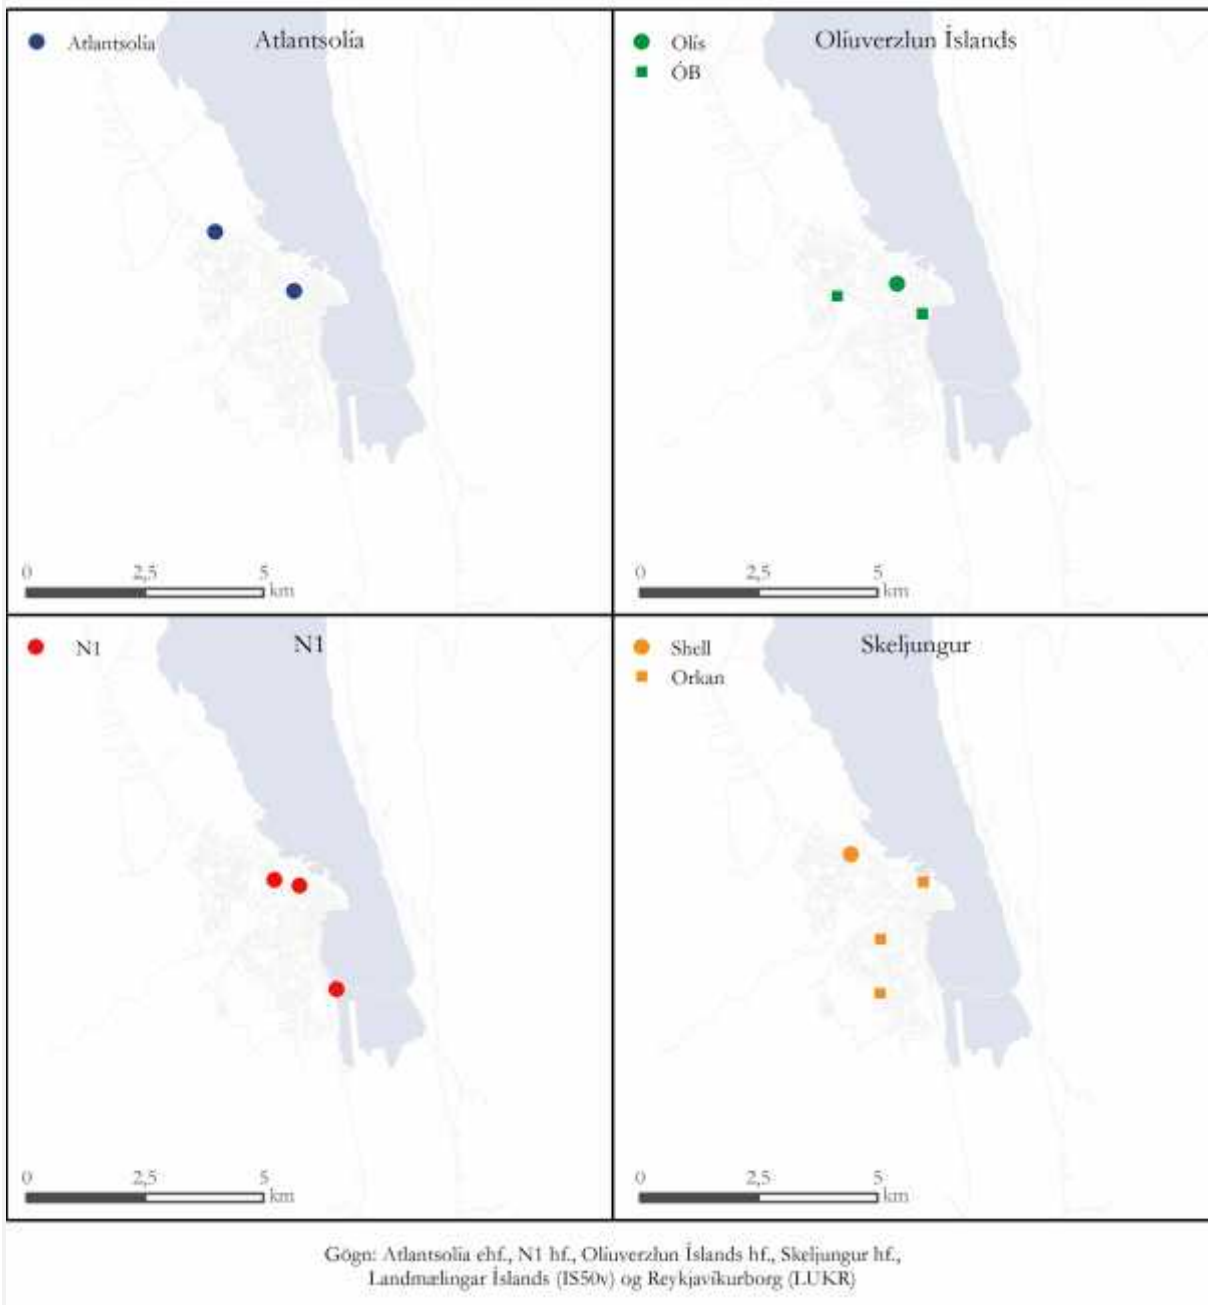 Atlantsolía
Atlantsolía
0
2,5
5
km
Olís
ÓB
Olíuverzlun Íslands
0
2,5
5
km
N1
N1
0
2,5
5
km
Shell
Orkan
Skeljungur
0
2,5
5
km
Gögn: Atlantsolía ehf., N1 hf., Olíuverzlun Íslands hf., Skeljungur hf.,
Landmælingar Íslands (IS50v) og Reykjavíkurborg (LUKR)